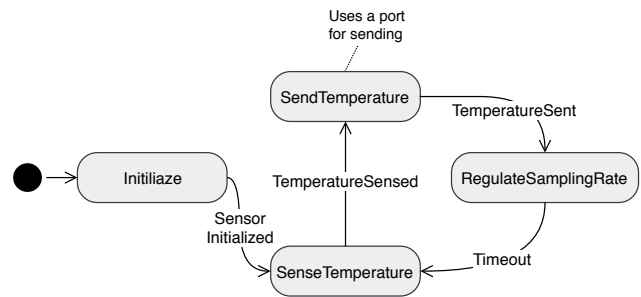 Uses a port
for sending
SendTemperature
TemperatureSent
Initiliaze
TemperatureSensed
RegulateSamplingRate
Sensor
Initialized
SenseTemperature
Timeout